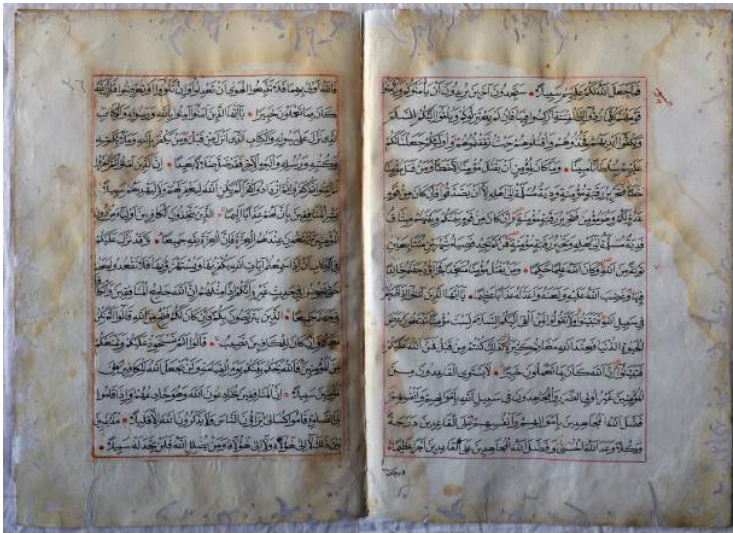 فما جعل الله لكم عليهم سبيلا • ستجدون آخرين يريدون أن يأمنوكم ويأمنوا
قومهم كل ما ردوا إلى الفتنة أركسوا فيها فإن لم يعتزلوكم ويلقوا إليكم السلم
ويكفوا أيديهم فخذوهم واقتلوهم حيث ثقفتموهم وأولئكم جعلنا لكم
عليهم سلطانا مبينا • وما كان لمؤمن أن يقتل مؤمنا إلا خطأ ومن قتل مؤمنا
خطأ فتحرير رقبة مؤمنة ودية مسلمة إلى أهله إلا أن يصدقوا فإن كان من قوم
عدو لكم وهو مؤمن فتحرير رقبة مؤمنة وإن كان من قوم بينكم وبينهم ميثاق
فدية مسلمة إلى أهله وتحرير رقبة مؤمنة فمن لم يجد فصيام شهرين متتابعين
توبة من الله وكان الله عليما حكيما • ومن يقتل مؤمنا متعمدا فجزاؤه جهنم خالدا
فيها وغضب الله عليه ولعنه وأعد له عذابا عظيما • يا أيها الذين آمنوا إذا ضربتم
في سبيل الله فتبينوا ولا تقولوا لمن ألقى إليكم السلام لست مؤمنا تبتغون عرض
الحيوة الدنيا فعند الله مغانم كثيرة كذلك كنتم من قبل فمن الله عليكم
فتبينوا إن الله كان بما تعملون خبيرا • لا يستوي القاعدون من
المؤمنين غير أولي الضرر والمجاهدون في سبيل الله بأموالهم وأنفسهم
فضل الله المجاهدين بأموالهم وأنفسهم على القاعدين درجة
وكلا وعد الله الحسنى وفضل الله المجاهدين على القاعدين أجرا عظيما •
درجات
فالله أولى بهما فلا تتبعوا الهوى أن تعدلوا وإن تلووا أو تعرضوا فإن الله
كان بما تعملون خبيرا • يا أيها الذين آمنوا آمنوا بالله ورسوله والكتاب
الذي نزل على رسوله والكتاب الذي أنزل من قبل ومن يكفر بالله وملائكته
وكتبه ورسله واليوم الآخر فقد ضل ضلالا بعيدا • إن الذين آمنوا ثم كفروا
ثم آمنوا ثم كفروا ثم ازدادوا كفرا لم يكن الله ليغفر لهم ولا ليهديهم سبيلا •
بشر المنافقين بأن لهم عذابا أليما • الذين يتخذون الكافرين أولياء من دون
المؤمنين أيبتغون عندهم العزة فإن العزة لله جميعا • وقد نزل عليكم
في الكتاب أن إذا سمعتم آيات الله يكفر بها ويستهزأ بها فلا تقعدوا معهم
حتى يخوضوا في حديث غيره إنكم إذا مثلهم إن الله جامع المنافقين والكافرين
في جهنم جميعا • الذين يتربصون بكم فإن كان لكم فتح من الله قالوا ألم نكن
معكم وإن كان للكافرين نصيب قالوا ألم نستحوذ عليكم ونمنعكم
من المؤمنين فالله يحكم بينكم يوم القيامة ولن يجعل الله للكافرين على
المؤمنين سبيلا • إن المنافقين يخادعون الله وهو خادعهم وإذا قاموا
إلى الصلوة قاموا كسالى يراؤن الناس ولا يذكرون الله إلا قليلا • مذبذبين
بين ذلك لا إلى هؤلاء ولا إلى هؤلاء ومن يضلل الله فلن تجد له سبيلا •